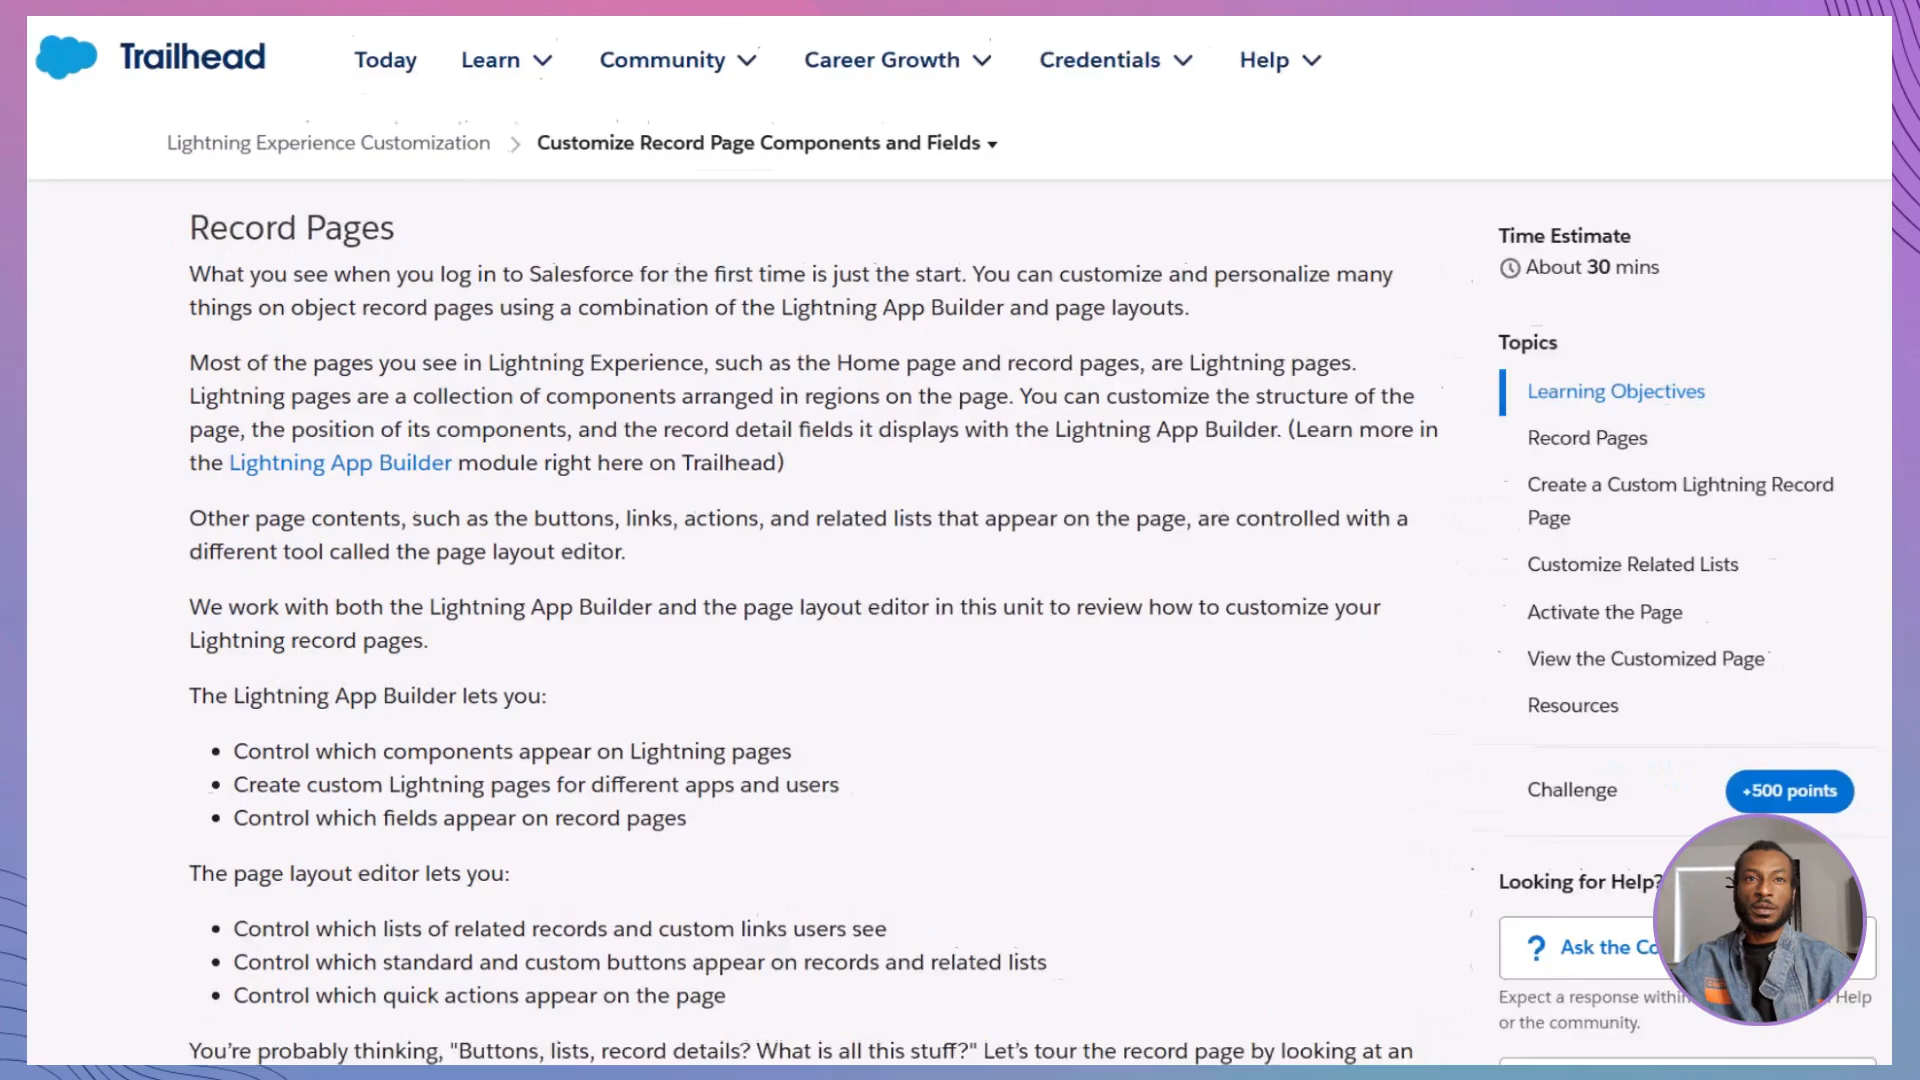 Trailhead
Today Learn Community Career Growth Credentials Help
Lightning Experience Customization > Customize Record Page Components and Fields
Record Pages
What you see when you log in to Salesforce for the first time is just the start. You can customize and personalize many
things on object record pages using a combination of the Lightning App Builder and page layouts.
Most of the pages you see in Lightning Experience, such as the Home page and record pages, are Lightning pages.
Lightning pages are a collection of components arranged in regions on the page. You can customize the structure of the
page, the position of its components, and the record detail fields it displays with the Lightning App Builder. (Learn more in
the Lightning App Builder module right here on Trailhead)
Other page contents, such as the buttons, links, actions, and related lists that appear on the page, are controlled with a
different tool called the page layout editor.
We work with both the Lightning App Builder and the page layout editor in this unit to review how to customize your
Lightning record pages.
The Lightning App Builder lets you:
• Control which components appear on Lightning pages
• Create custom Lightning pages for different apps and users
• Control which fields appear on record pages
The page layout editor lets you:
• Control which lists of related records and custom links users see
• Control which standard and custom buttons appear on records and related lists
• Control which quick actions appear on the page
You're probably thinking, "Buttons, lists, record details? What is all this stuff?" Let's tour the record page by looking at an
Time Estimate
About 30 mins
Topics
Learning Objectives
Record Pages
Create a Custom Lightning Record
Page
Customize Related Lists
Activate the Page
View the Customized Page
Resources
Challenge +500 points
Looking for Help?
? Ask the
Expect a response Help
or the community.